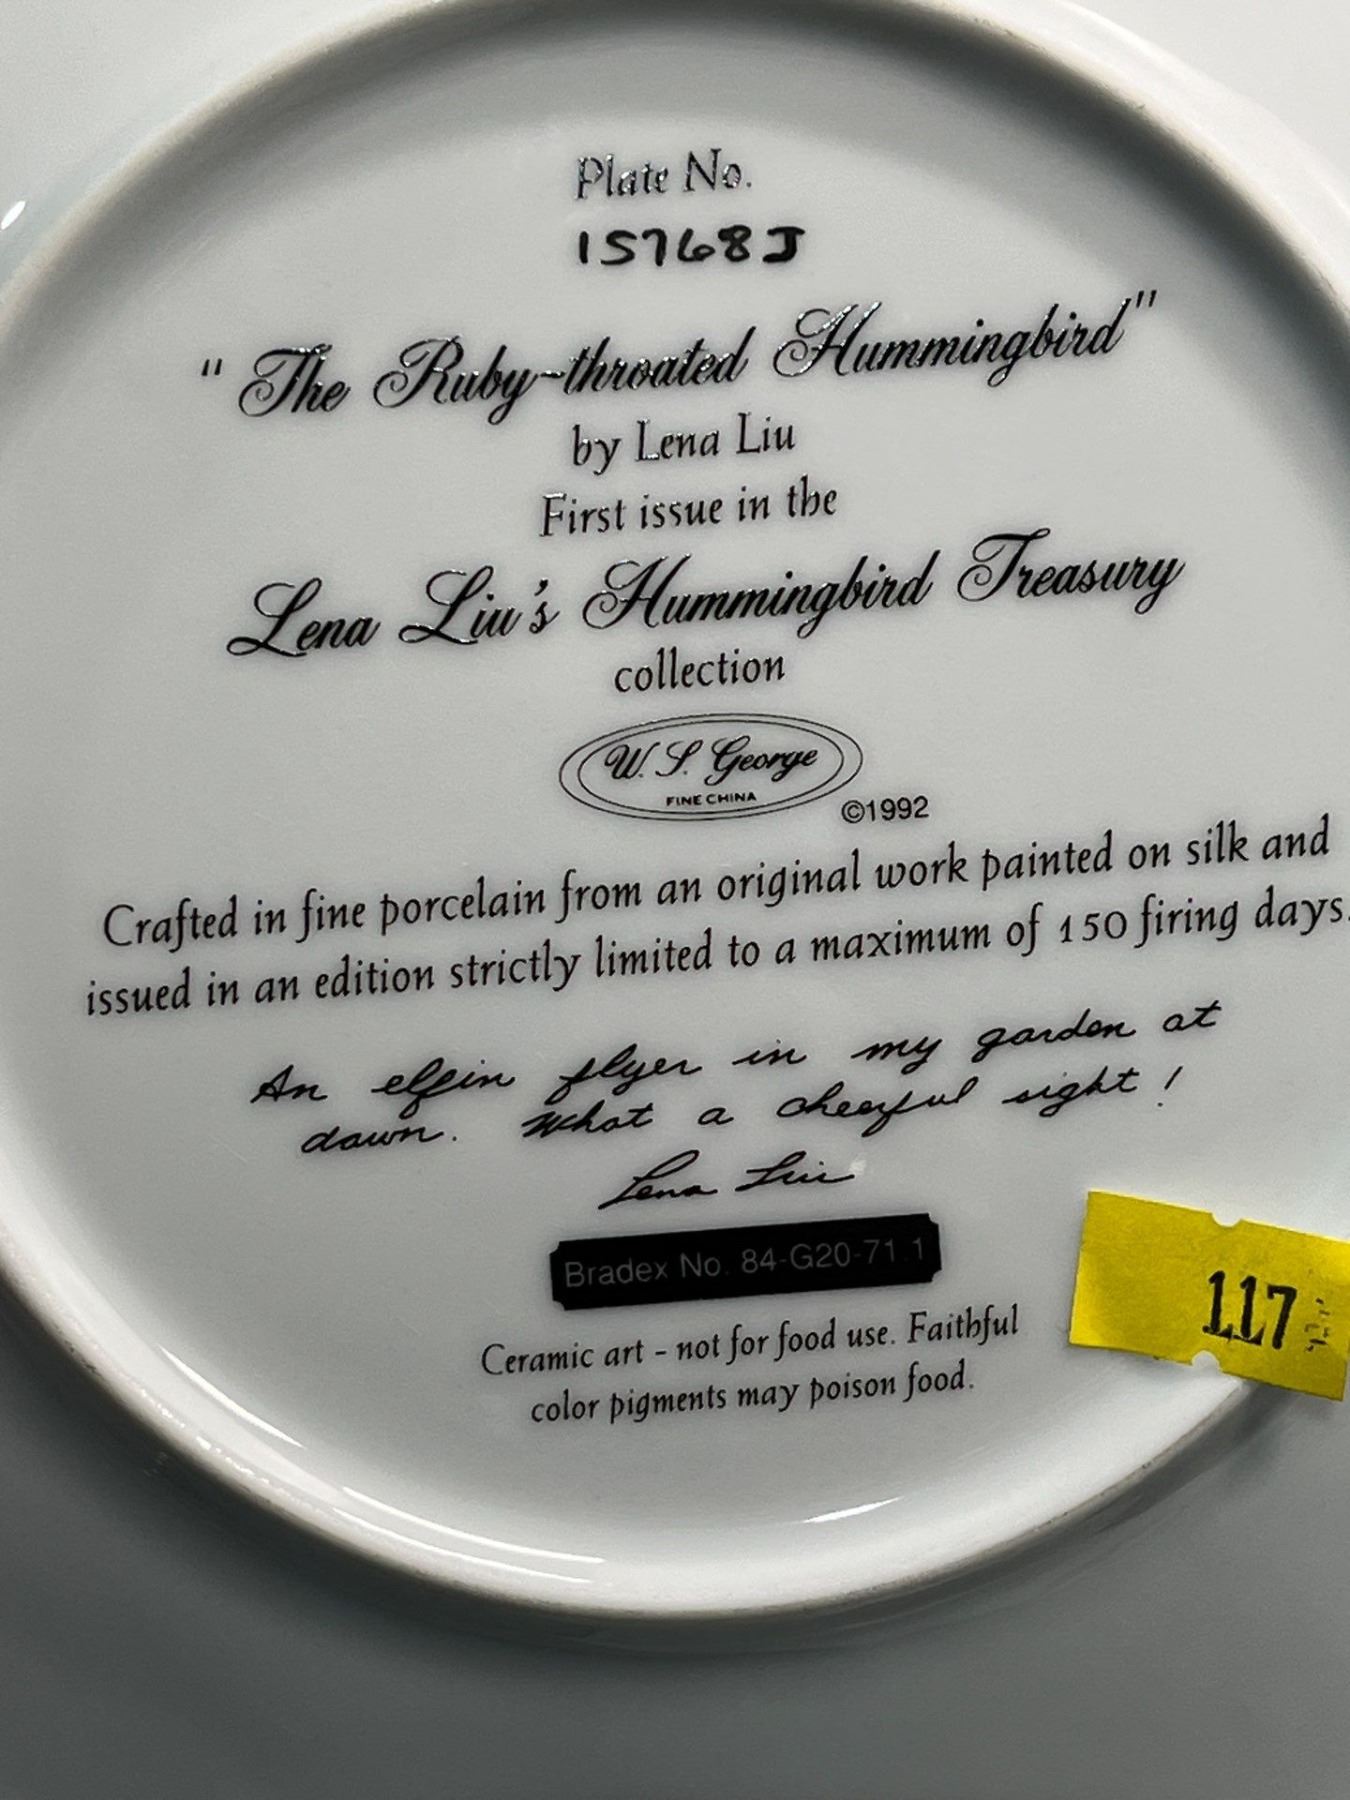 Plate No.
15768J
"The Ruby-throated Hummingbird"
by Lena Liu
First issue in the
Lena Liu's Hummingbird Treasury
collection
W. S. George
FINE CHINA
©1992
Crafted in fine porcelain from an original work painted on silk and
issued in an edition strictly limited to a maximum of 150 firing days.
An elfin flyer in my garden at
dawn. What a cheerful sight!
Lena Liu
Bradex No. 84-G20-71.1
117
Ceramic art - not for food use. Faithful
color pigments may poison food.